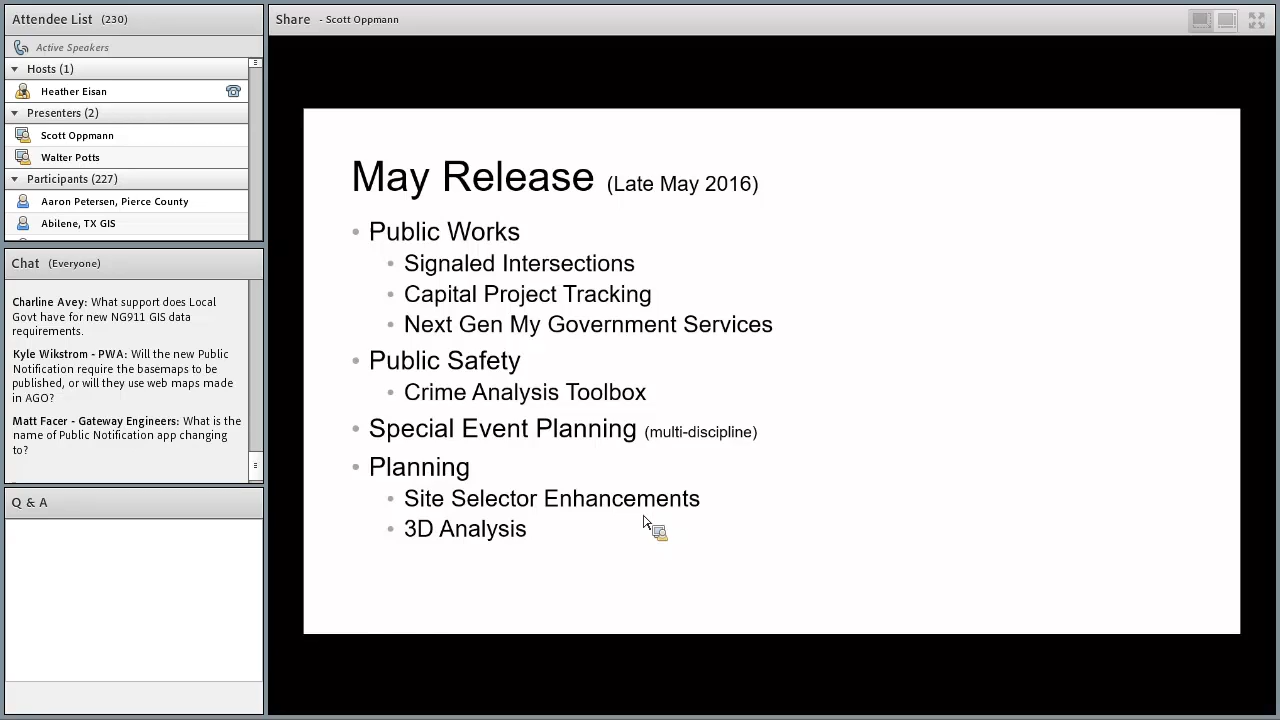 Attendee List (230)
Active Speakers
Hosts (1)
Heather Eisan
Presenters (2)
Scott Oppmann
Walter Potts
Participants (227)
Aaron Petersen, Pierce County
Abilene, TX GIS
Chat (Everyone)
Charline Avey: What support does Local
Govt have for new NG911 GIS data
requirements.
Kyle Wikstrom - PWA: Will the new Public
Notification require the basemaps to be
published, or will they use web maps made
in AGO?
Matt Facer - Gateway Engineers: What is the
name of Public Notification app changing
to?
Q & A
Share - Scott Oppmann
May Release (Late May 2016)
• Public Works
• Signaled Intersections
• Capital Project Tracking
• Next Gen My Government Services
• Public Safety
• Crime Analysis Toolbox
• Special Event Planning (multi-discipline)
• Planning
• Site Selector Enhancements
• 3D Analysis